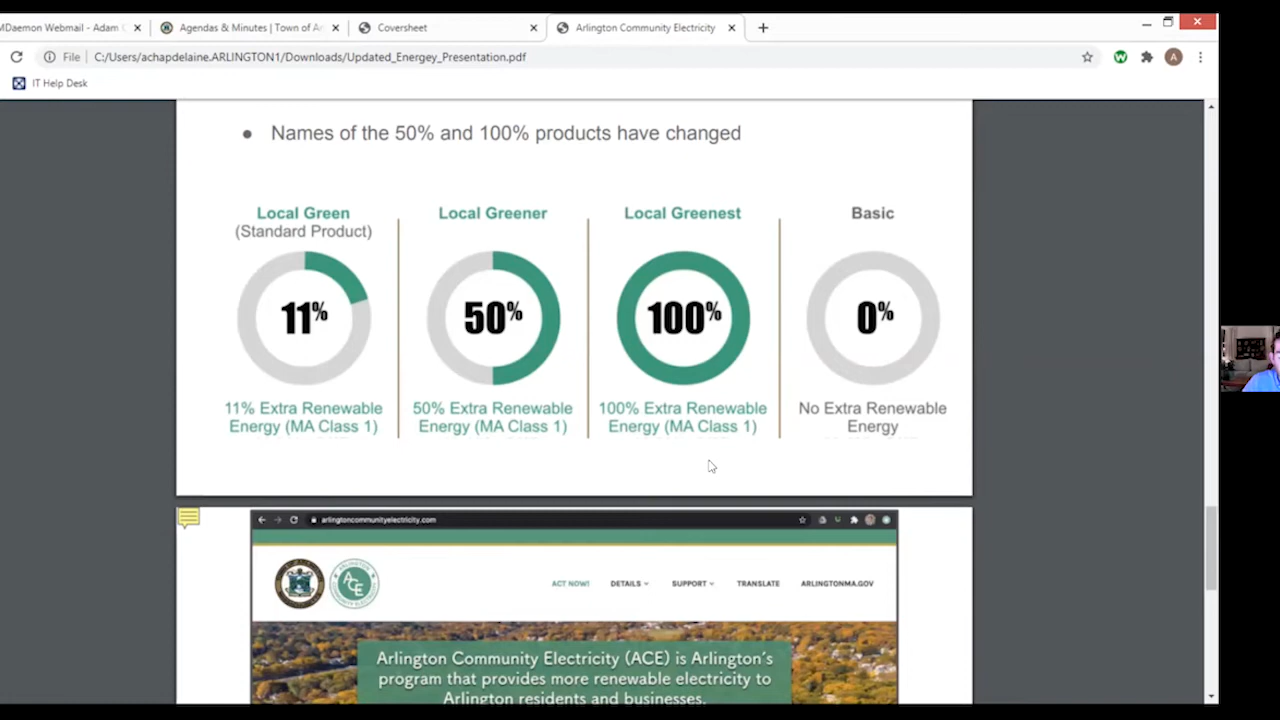 MDaemon Webmail - Adam C
Agendas & Minutes | Town of Ar
Coversheet
Arlington Community Electricity
File
C:/Users/achapdelaine.ARLINGTON1/Downloads/Updated_Energey_Presentation.pdf
W
A
IT Help Desk
● Names of the 50% and 100% products have changed
Local Green
(Standard Product)
11%
11% Extra Renewable
Energy (MA Class 1)
Local Greener
50%
50% Extra Renewable
Energy (MA Class 1)
Local Greenest
100%
100% Extra Renewable
Energy (MA Class 1)
Basic
0%
No Extra Renewable
Energy
arlingtoncommunityelectricity.com
ACE
ACT NOW!
DETAILS
SUPPORT
TRANSLATE
ARLINGTONMA.GOV
Arlington Community Electricity (ACE) is Arlington's
program that provides more renewable electricity to
Arlington residents and businesses.